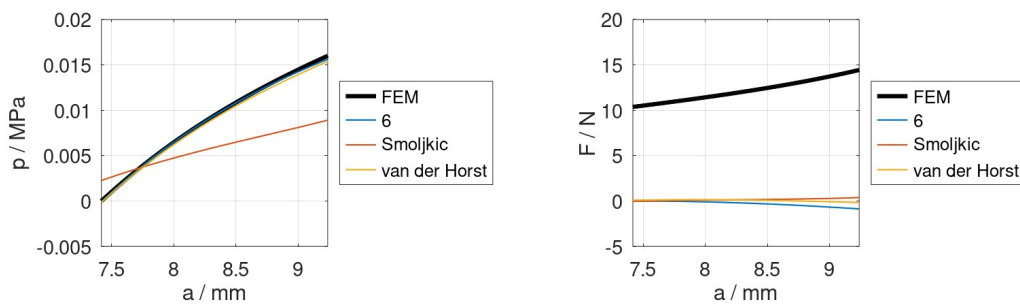 0.02
0.015
0.01
0.005
0
-0.005
p / MPa
7.5 8 8.5 9
a / mm
FEM
6
Smoljkic
van der Horst
20
15
10
5
0
-5
F / N
7.5 8 8.5 9
a / mm
FEM
6
Smoljkic
van der Horst